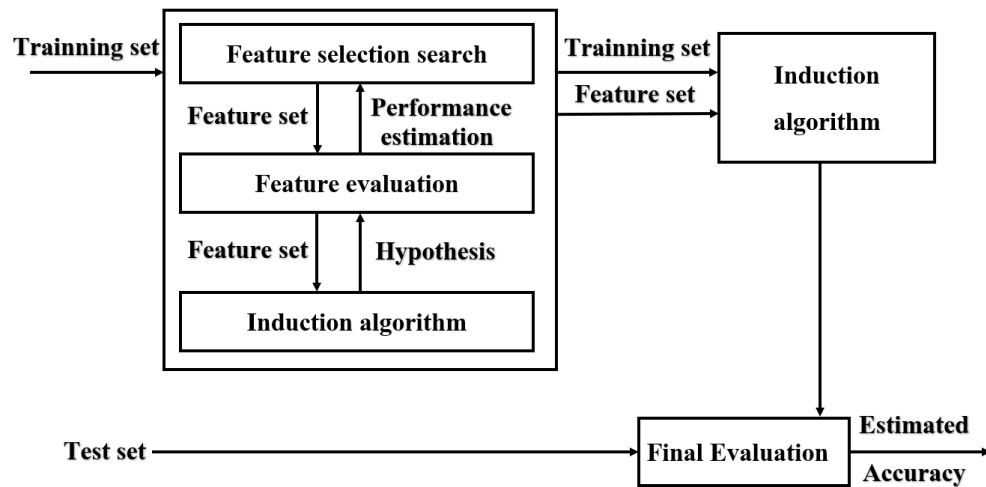 Trainning set
Feature selection search
Feature set
Performance
estimation
Feature evaluation
Feature set
Hypothesis
Induction algorithm
Trainning set
Feature set
Induction
algorithm
Test set
Final Evaluation
Estimated
Accuracy